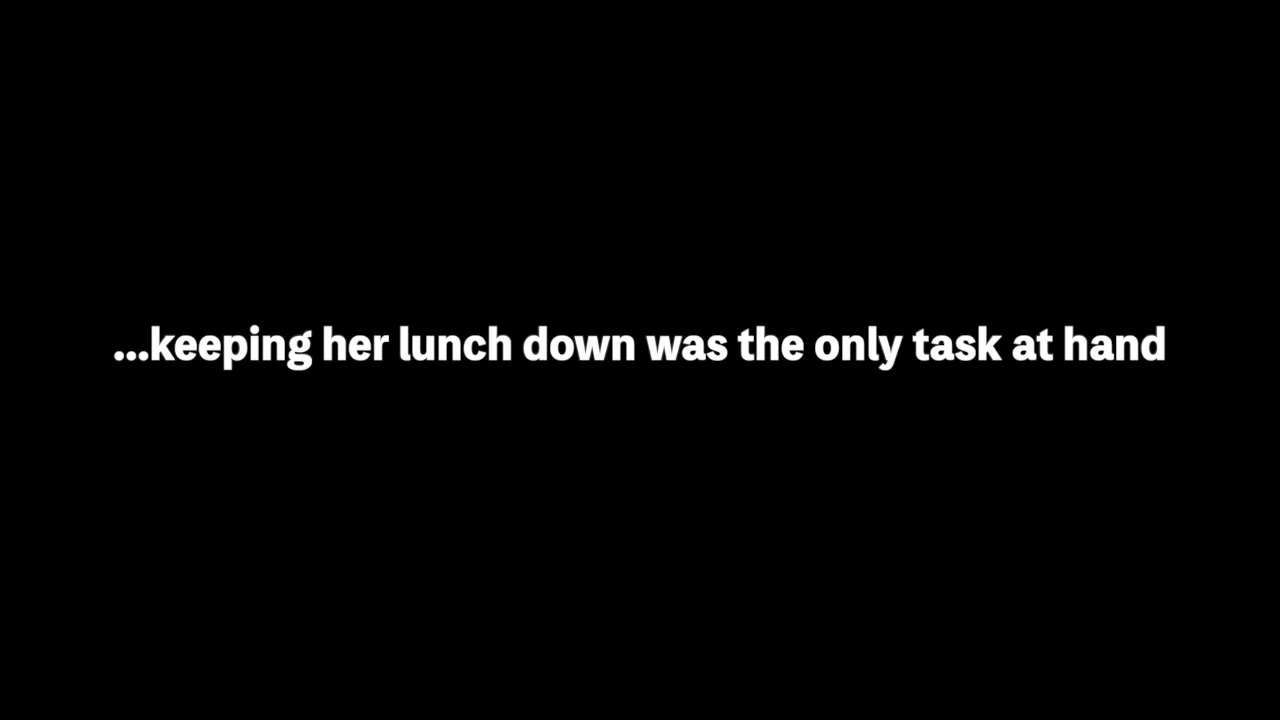 ...keeping her lunch down was the only task at hand